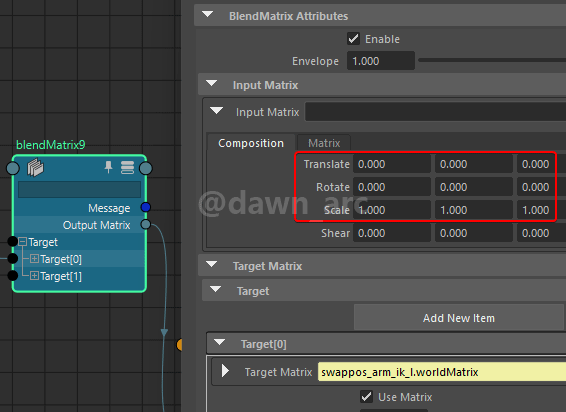 blendMatrix9
Message
Output Matrix
Target
Target[0]
Target[1]
BlendMatrix Attributes
Enable
Envelope 1.000
Input Matrix
Input Matrix
Composition Matrix
Translate 0.000 0.000 0.000
Rotate 0.000 0.000 0.000
Scale 1.000 1.000 1.000
Shear 0.000 0.000 0.000
@dawn_arc
Target Matrix
Target
Add New Item
Target[0]
Target Matrix swappos_arm_ik_l.worldMatrix
Use Matrix